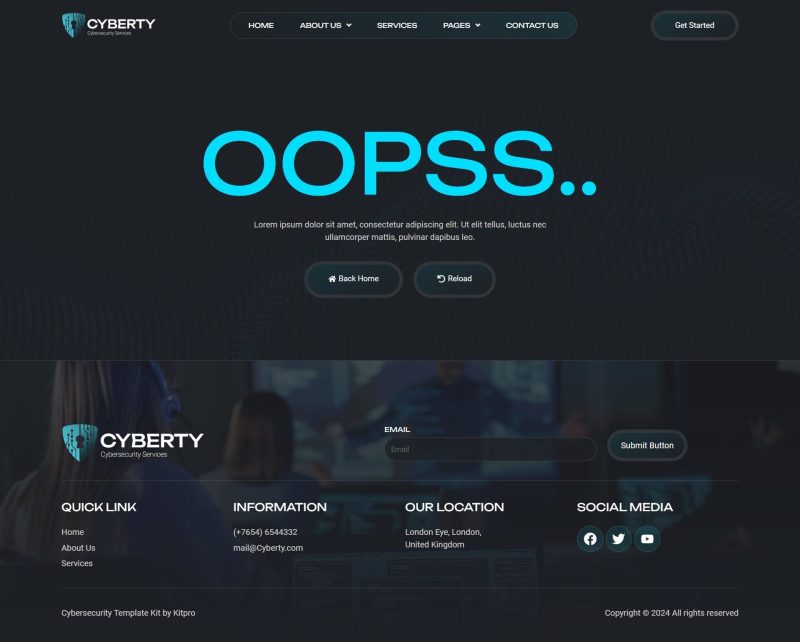 CYBERTY
Cybersecurity Services
HOME ABOUT US SERVICES PAGES CONTACT US
Get Started
OOPSS..
Lorem ipsum dolor sit amet, consectetur adipiscing elit. Ut elit tellus, luctus nec
ullamcorper mattis, pulvinar dapibus leo.
Back Home Reload
CYBERTY
Cybersecurity Services
EMAIL
Email
Submit Button
QUICK LINK
Home
About Us
Services
INFORMATION
(+7654) 6544332
mail@Cyberty.com
OUR LOCATION
London Eye, London,
United Kingdom
SOCIAL MEDIA
Cybersecurity Template Kit by Kitpro
Copyright © 2024 All rights reserved